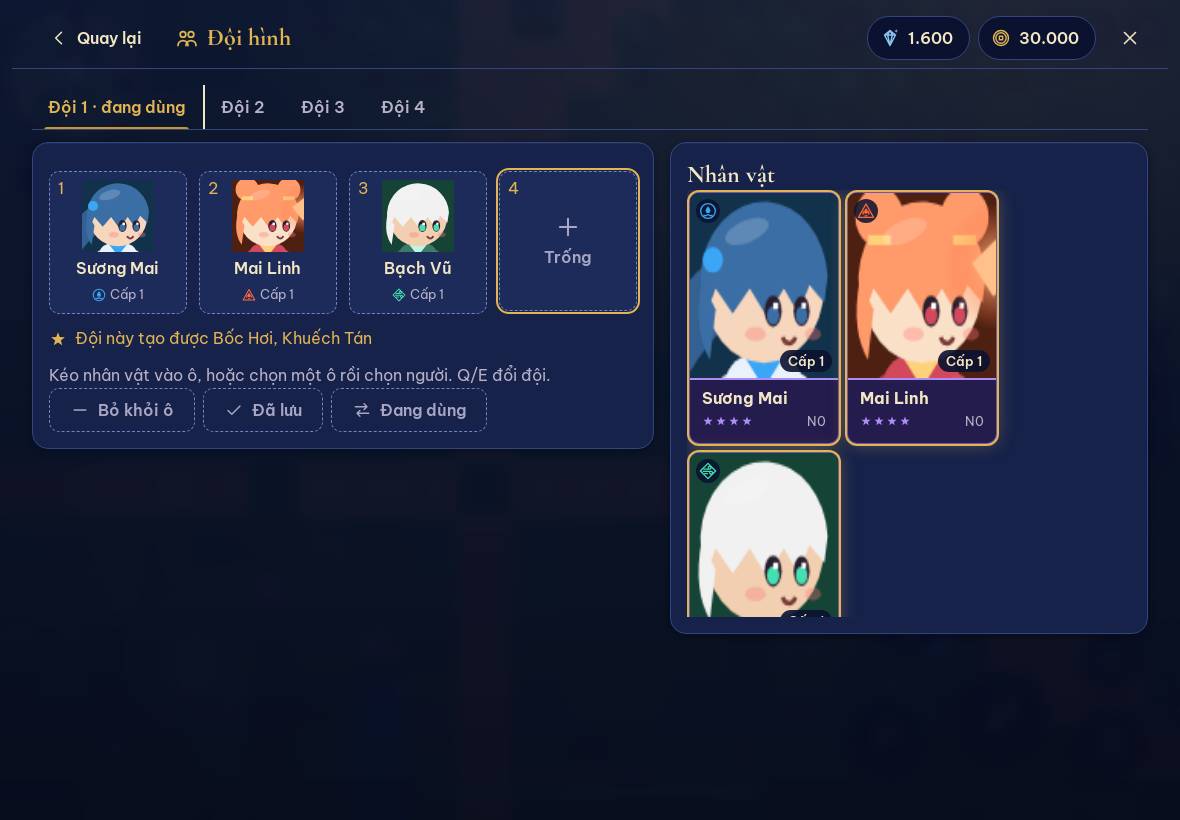 Quay lại
Đội hình
1.600
30.000
Đội 1 · đang dùng
Đội 2
Đội 3
Đội 4
1
Sương Mai
Cấp 1
2
Mai Linh
Cấp 1
3
Bạch Vũ
Cấp 1
4
Trống
Đội này tạo được Bốc Hơi, Khuếch Tán
Kéo nhân vật vào ô, hoặc chọn một ô rồi chọn người. Q/E đổi đội.
Bỏ khỏi ô
Đã lưu
Đang dùng
Nhân vật
Cấp 1
Sương Mai
N0
Cấp 1
Mai Linh
N0